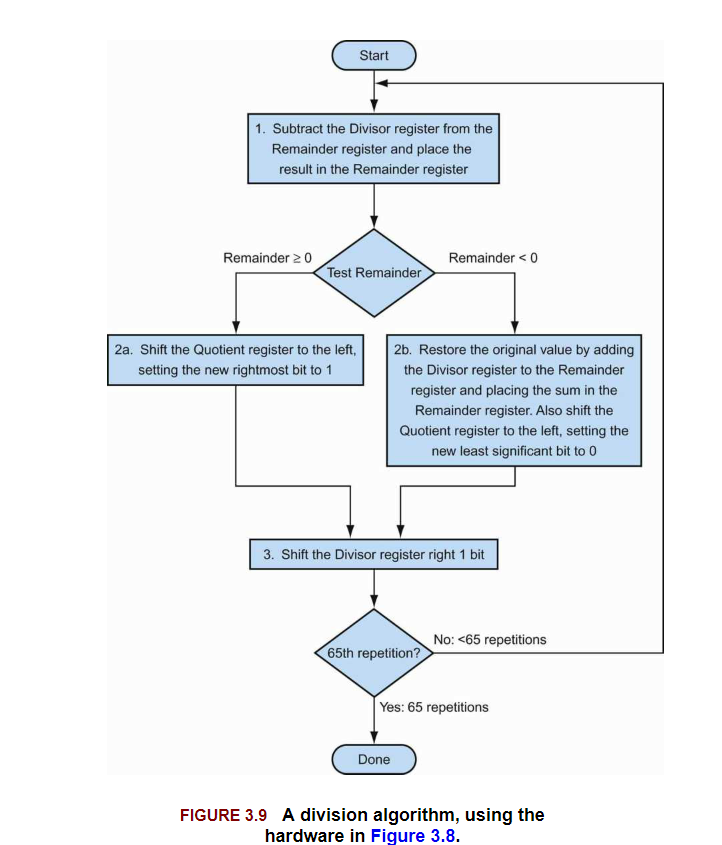 Start
1. Subtract the Divisor register from the
Remainder register and place the
result in the Remainder register
Remainder ≥ 0
Test Remainder
Remainder < 0
2a. Shift the Quotient register to the left,
setting the new rightmost bit to 1
2b. Restore the original value by adding
the Divisor register to the Remainder
register and placing the sum in the
Remainder register. Also shift the
Quotient register to the left, setting the
new least significant bit to 0
3. Shift the Divisor register right 1 bit
65th repetition?
No: <65 repetitions
Yes: 65 repetitions
Done
FIGURE 3.9 A division algorithm, using the
hardware in Figure 3.8.